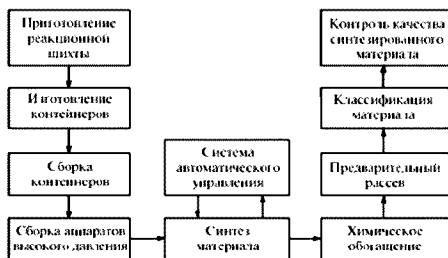 Приготовление
реакционной
шихты
Изготовление
контейнеров
Сборка
контейнеров
Сборка аппаратов
высокого давления
Система
автоматического
управления
Синтез
материала
Контроль качества
синтезированного
материала
Классификация
материала
Предварительный
рассев
Химическое
обогащение